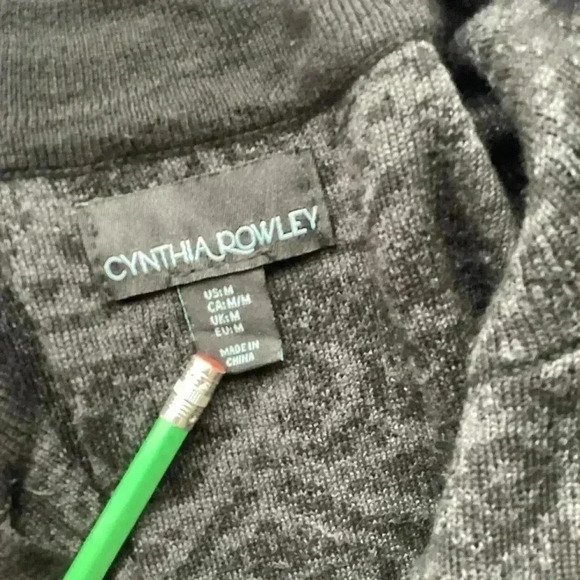 CYNTHIA ROWLEY
US: M
CA: M/M
UK: M
EU: M
MADE IN
CHINA